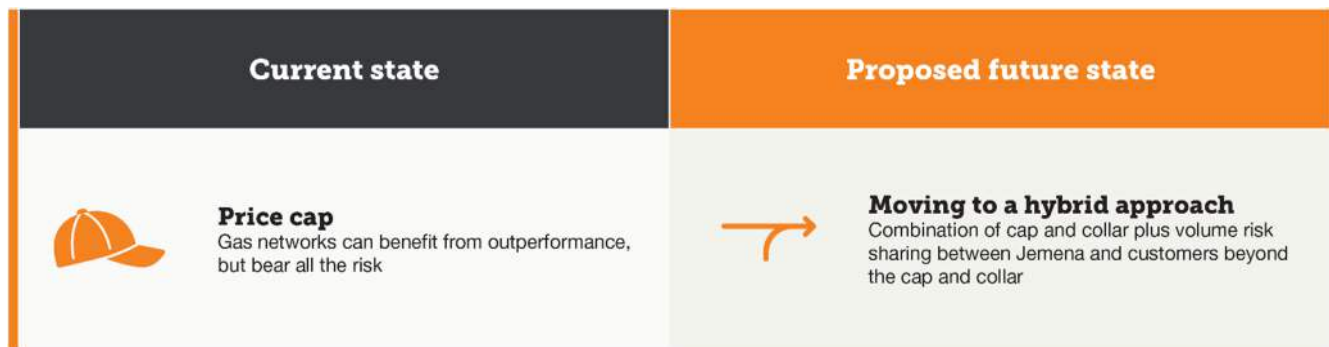 Current state
Proposed future state
Price cap
Gas networks can benefit from outperformance,
but bear all the risk
Moving to a hybrid approach
Combination of cap and collar plus volume risk
sharing between Jemena and customers beyond
the cap and collar